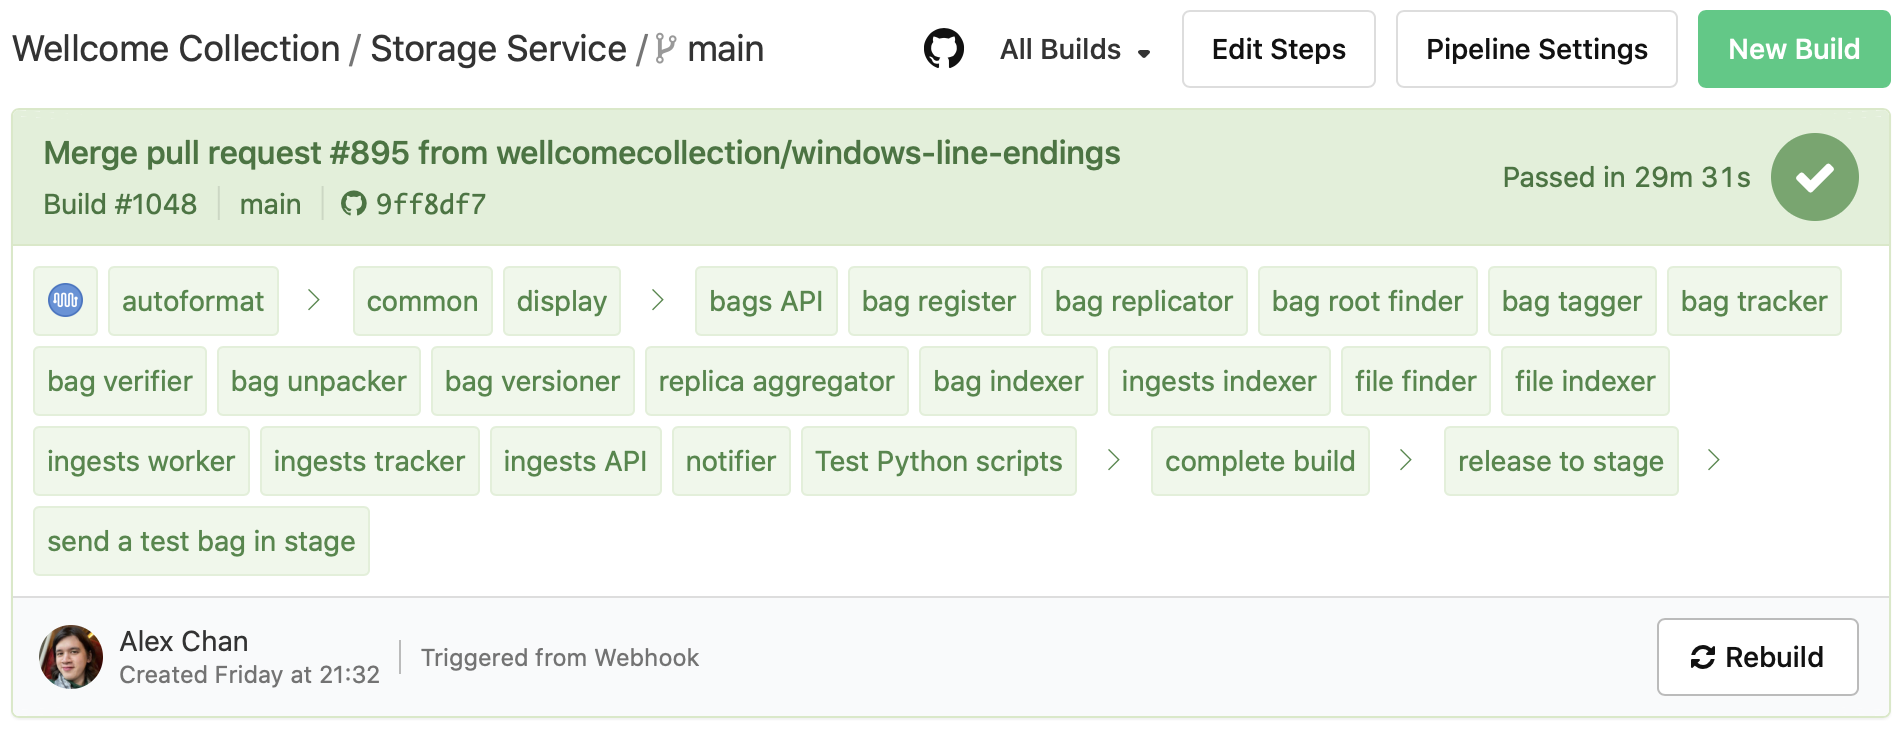 Wellcome Collection / Storage Service / main All Builds Edit Steps Pipeline Settings New Build
Merge pull request #895 from wellcomecollection/windows-line-endings
Build #1048 main 9ff8df7
Passed in 29m 31s
autoformat common display bags API bag register bag replicator bag root finder bag tagger bag tracker
bag verifier bag unpacker bag versioner replica aggregator bag indexer ingests indexer file finder file indexer
ingests worker ingests tracker ingests API notifier Test Python scripts complete build release to stage
send a test bag in stage
Alex Chan
Created Friday at 21:32
Triggered from Webhook
Rebuild